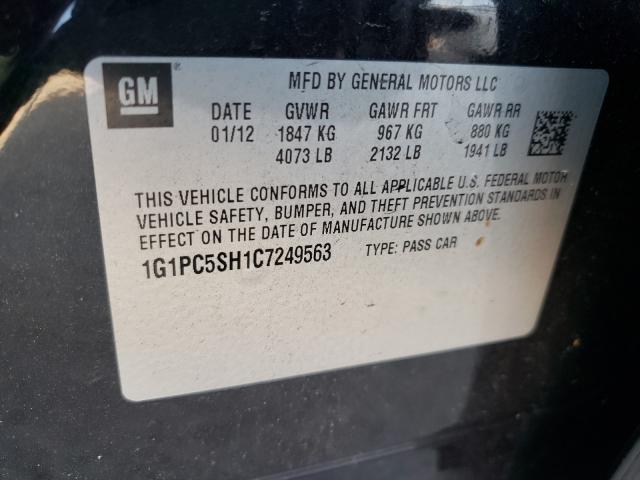 GM
®
MFD BY GENERAL MOTORS LLC
DATE GVWR GAWR FRT GAWR RR
01/12 1847 KG 967 KG 880 KG
4073 LB 2132 LB 1941 LB
THIS VEHICLE CONFORMS TO ALL APPLICABLE U.S. FEDERAL MOTOR
VEHICLE SAFETY, BUMPER, AND THEFT PREVENTION STANDARDS IN
EFFECT ON THE DATE OF MANUFACTURE SHOWN ABOVE.
1G1PC5SH1C7249563 TYPE: PASS CAR